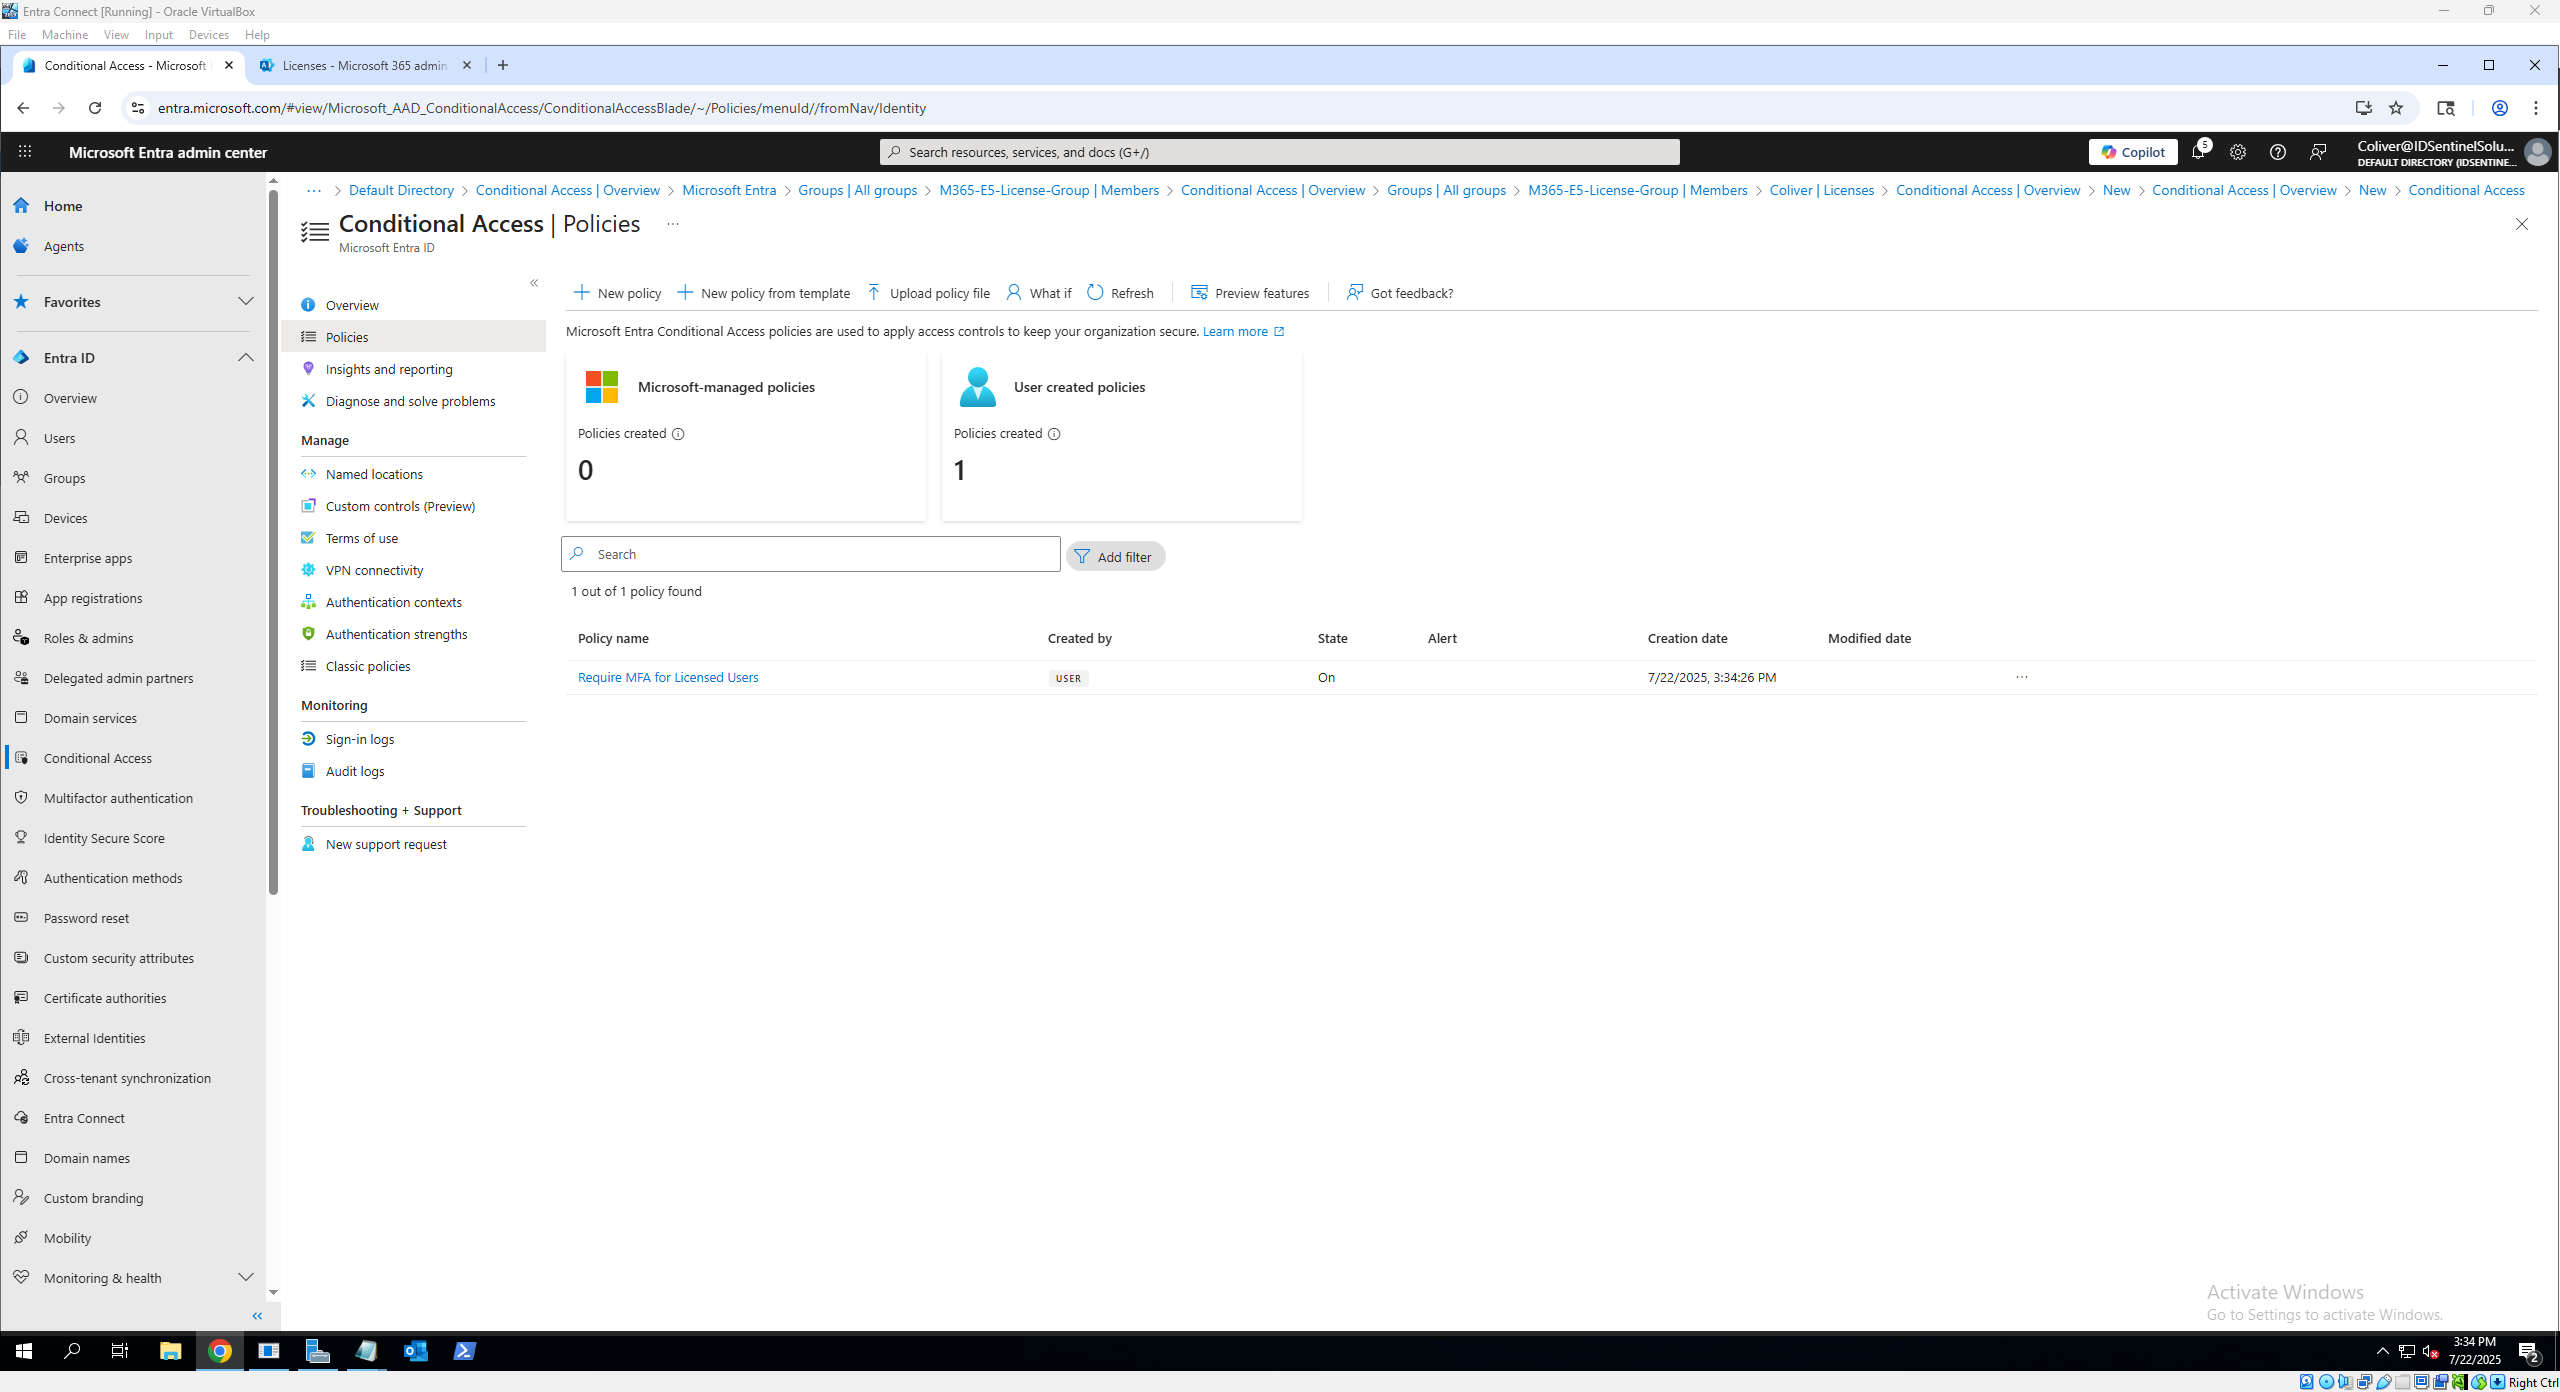 Entra Connect [Running] - Oracle VirtualBox
File Machine View Input Devices Help
Conditional Access - Microsoft
Licenses - Microsoft 365 admin
entra.microsoft.com/#view/Microsoft_AAD_ConditionalAccess/ConditionalAccessBlade/~/Policies/menuId//fromNav/Identity
Microsoft Entra admin center
Search resources, services, and docs (G+/)
Copilot
5
Coliver@IDSentinelSolu...
DEFAULT DIRECTORY (IDSENTINE...
Home
Agents
Favorites
Entra ID
Overview
Users
Groups
Devices
Enterprise apps
App registrations
Roles & admins
Delegated admin partners
Domain services
Conditional Access
Multifactor authentication
Identity Secure Score
Authentication methods
Password reset
Custom security attributes
Certificate authorities
External Identities
Cross-tenant synchronization
Entra Connect
Domain names
Custom branding
Mobility
Monitoring & health
··· > Default Directory > Conditional Access | Overview > Microsoft Entra > Groups | All groups > M365-E5-License-Group | Members > Conditional Access | Overview > Groups | All groups > M365-E5-License-Group | Members > Coliver | Licenses > Conditional Access | Overview > New > Conditional Access | Overview > New > Conditional Access
Conditional Access | Policies ···
Microsoft Entra ID
Overview
Policies
Insights and reporting
Diagnose and solve problems
Manage
Named locations
Custom controls (Preview)
Terms of use
VPN connectivity
Authentication contexts
Authentication strengths
Classic policies
Monitoring
Sign-in logs
Audit logs
Troubleshooting + Support
New support request
New policy New policy from template Upload policy file What if Refresh Preview features Got feedback?
Microsoft Entra Conditional Access policies are used to apply access controls to keep your organization secure. Learn more
Microsoft-managed policies
Policies created
0
User created policies
Policies created
1
Search
Add filter
1 out of 1 policy found
Policy name Created by State Alert Creation date Modified date
Require MFA for Licensed Users USER On 7/22/2025, 3:34:26 PM ···
Activate Windows
Go to Settings to activate Windows.
3:34 PM
7/22/2025
2
Right Ctrl